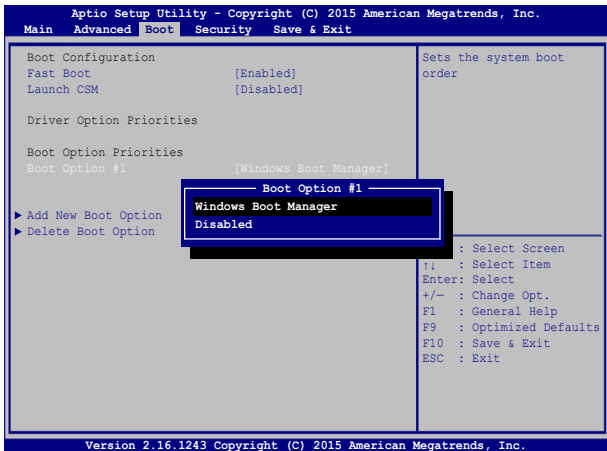 Aptio Setup Utility - Copyright (C) 2015 American Megatrends, Inc.
Main Advanced Boot Security Save & Exit
Boot Configuration
Fast Boot [Enabled]
Launch CSM [Disabled]
Driver Option Priorities
Boot Option Priorities
Boot Option #1 [Windows Boot Manager]
Add New Boot Option
Delete Boot Option
Boot Option #1
Windows Boot Manager
Disabled
Sets the system boot
order
: Select Screen
↑↓ : Select Item
Enter: Select
+/— : Change Opt.
F1 : General Help
F9 : Optimized Defaults
F10 : Save & Exit
ESC : Exit
Version 2.16.1243 Copyright (C) 2015 American Megatrends, Inc.